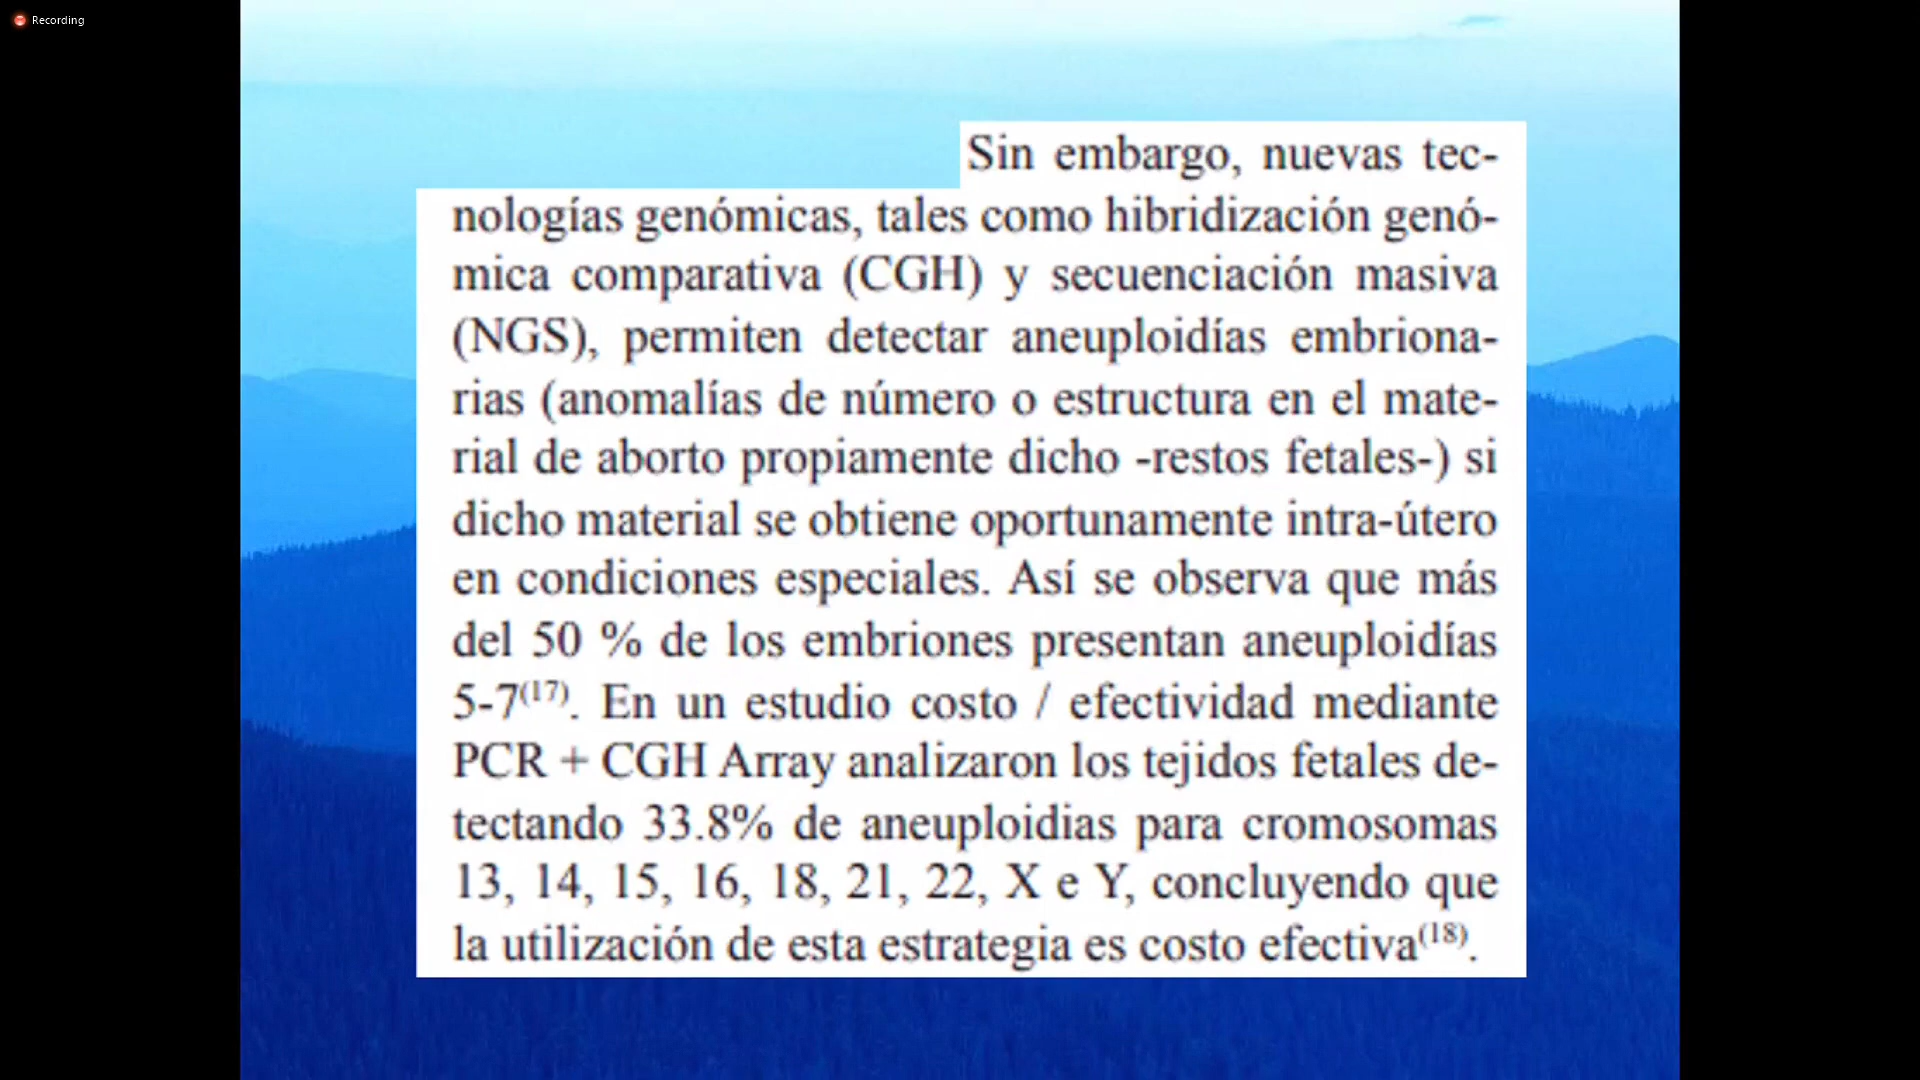 Recording
Sin embargo, nuevas tec-
nologías genómicas, tales como hibridización genó-
mica comparativa (CGH) y secuenciación masiva
(NGS), permiten detectar aneuploidías embriona-
rias (anomalías de número o estructura en el mate-
rial de aborto propiamente dicho -restos fetales-) si
dicho material se obtiene oportunamente intra-útero
en condiciones especiales. Así se observa que más
del 50 % de los embriones presentan aneuploidías
5-7(17). En un estudio costo / efectividad mediante
PCR + CGH Array analizaron los tejidos fetales de-
tectando 33.8% de aneuploidias para cromosomas
13, 14, 15, 16, 18, 21, 22, X e Y, concluyendo que
la utilización de esta estrategia es costo efectiva(18).